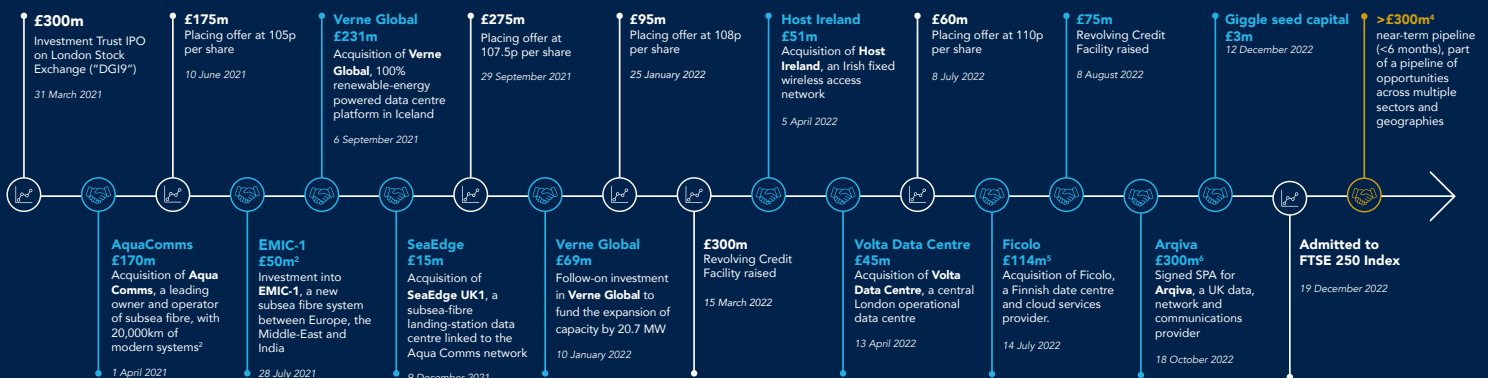 £300m
Investment Trust IPO
on London Stock
Exchange (“DGI9”)
31 March 2021
£175m
Placing offer at 105p
per share
10 June 2021
Verne Global
£231m
Acquisition of Verne
Global, 100%
renewable-energy
powered data centre
platform in Iceland
6 September 2021
£275m
Placing offer at
107.5p per share
29 September 2021
£95m
Placing offer at 108p
per share
25 January 2022
Host Ireland
£51m
Acquisition of Host
Ireland, an Irish fixed
wireless access
network
5 April 2022
£60m
Placing offer at 110p
per share
8 July 2022
£75m
Revolving Credit
Facility raised
8 August 2022
Giggle seed capital
£3m
12 December 2022
>£300m⁴
near-term pipeline
(<6 months), part
of a pipeline of
opportunities
across multiple
sectors and
geographies
AquaComms
£170m
Acquisition of Aqua
Comms, a leading
owner and operator
of subsea fibre, with
20,000km of
modern systems²
1 April 2021
EMIC-1
£50m²
Investment into
EMIC-1, a new
subsea fibre system
between Europe, the
Middle-East and
India
28 July 2021
SeaEdge
£15m
Acquisition of
SeaEdge UK1, a
subsea-fibre
landing-station data
centre linked to the
Aqua Comms network
9 December 2021
Verne Global
£69m
Follow-on investment
in Verne Global to
fund the expansion of
capacity by 20.7 MW
10 January 2022
£300m
Revolving Credit
Facility raised
15 March 2022
Volta Data Centre
£45m
Acquisition of Volta
Data Centre, a central
London operational
data centre
13 April 2022
Ficolo
£114m⁵
Acquisition of Ficolo,
a Finnish date centre
and cloud services
provider.
14 July 2022
Arqiva
£300m⁶
Signed SPA for
Arqiva, a UK data,
network and
communications
provider
18 October 2022
Admitted to
FTSE 250 Index
19 December 2022